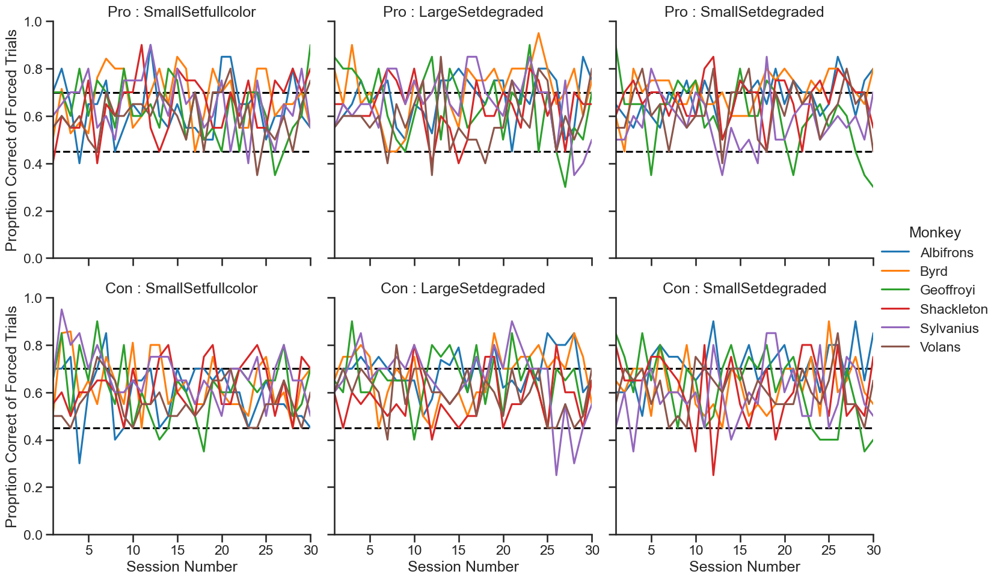 Pro : SmallSetfullcolor
Pro : LargeSetdegraded
Pro : SmallSetdegraded
Proprtion Correct of Forced Trials
1.0
0.8
0.6
0.4
0.2
0.0
Con : SmallSetfullcolor
Con : LargeSetdegraded
Con : SmallSetdegraded
Proprtion Correct of Forced Trials
1.0
0.8
0.6
0.4
0.2
0.0
5 10 15 20 25 30
5 10 15 20 25 30
5 10 15 20 25 30
Session Number
Session Number
Session Number
Monkey
Albifrons
Byrd
Geoffroyi
Shackleton
Sylvanius
Volans